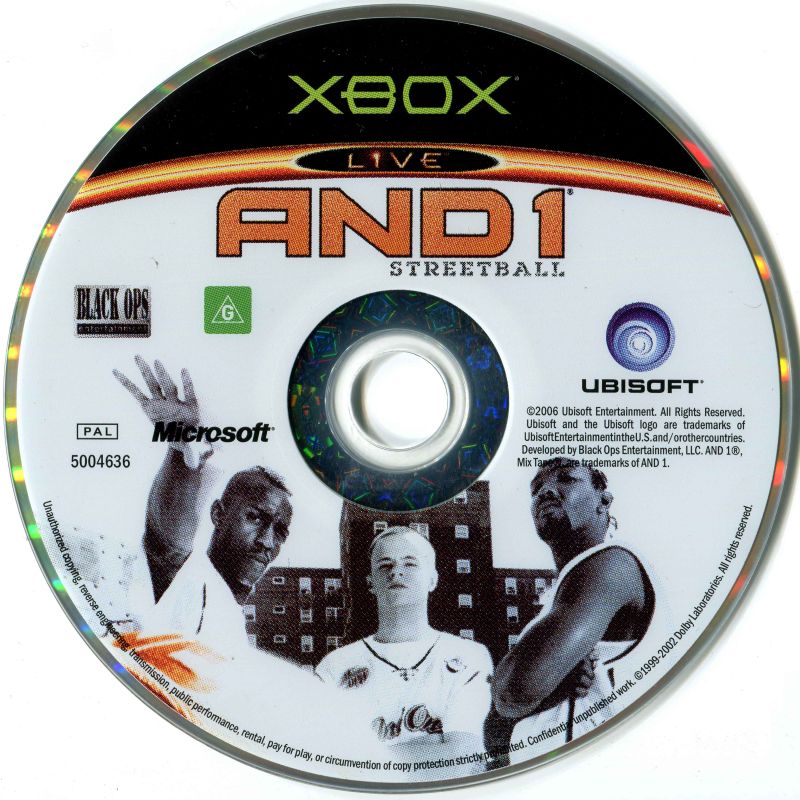 XBOX
LIVE
AND 1®
STREETBALL
BLACK OPS
entertainment
G
UBISOFT®
PAL
Microsoft®
5004636
©2006 Ubisoft Entertainment. All Rights Reserved.
Ubisoft and the Ubisoft logo are trademarks of
UbisoftEntertainmentintheU.S.and/orothercountries.
Developed by Black Ops Entertainment, LLC. AND 1®,
Mix Tape are trademarks of AND 1.
Unauthorized copying, reverse engineering, transmission, public performance, rental, pay for play, or circumvention of copy protection strictly prohibited. Confidential unpublished work. ©1999-2002 Dolby Laboratories. All rights reserved.